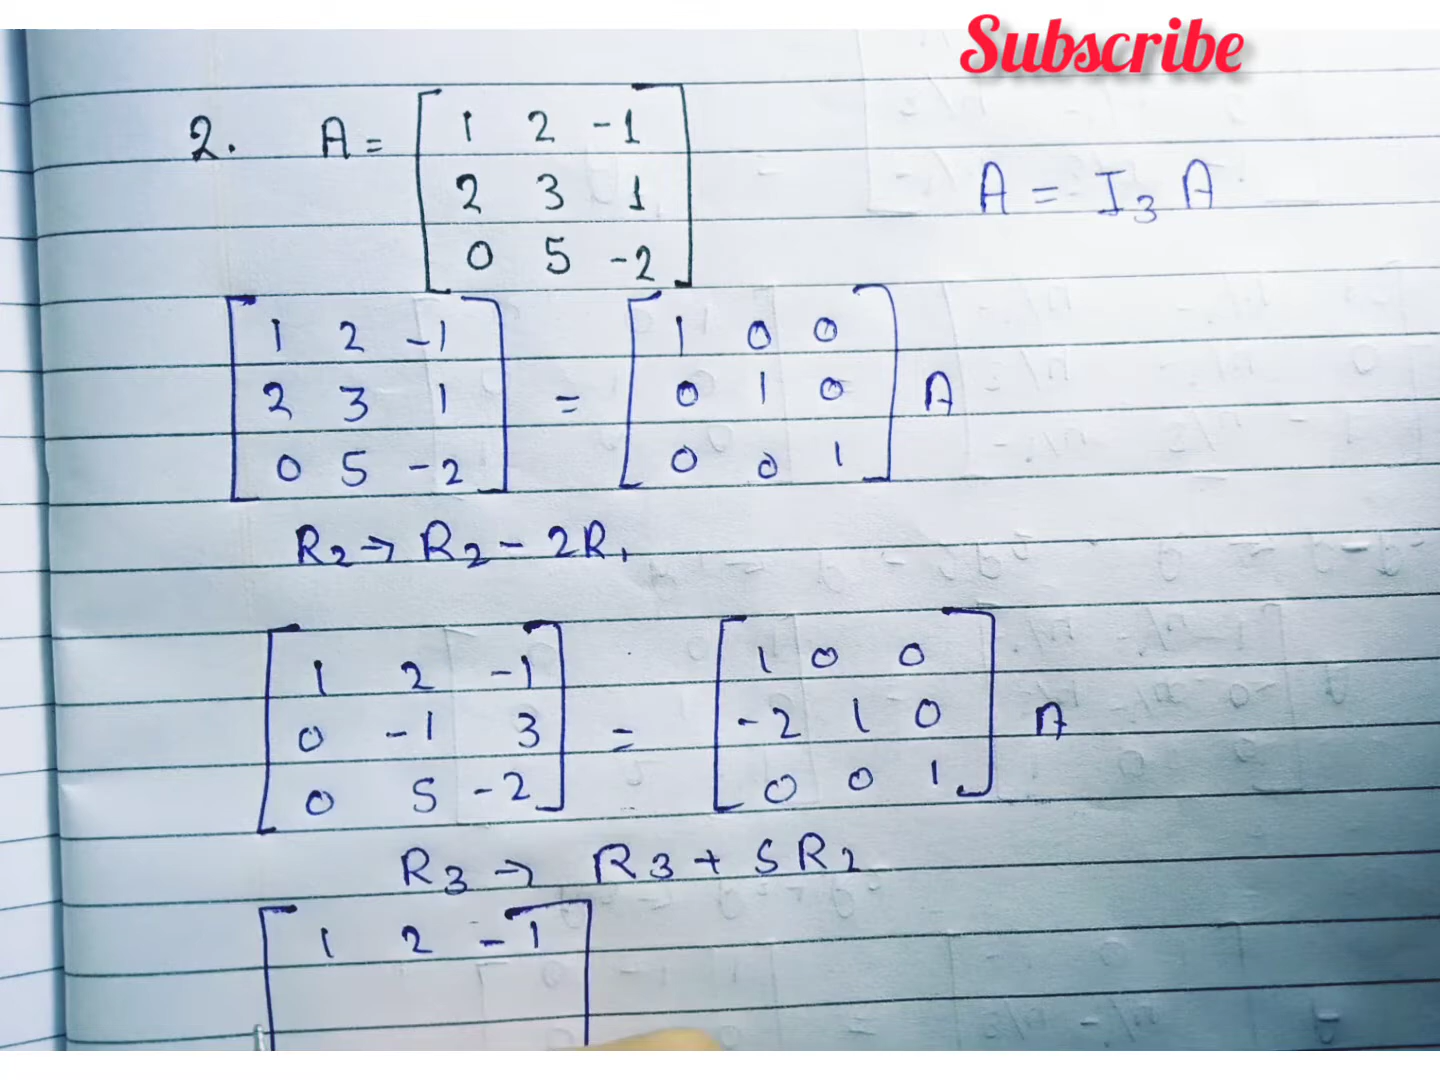 Subscribe
2. A = [ 1 2 -1
2 3 1
0 5 -2 ]
A = I₃ A
[ 1 2 -1 ] = [ 1 0 0 ] A
[ 2 3 1 ] [ 0 1 0 ]
[ 0 5 -2 ] [ 0 0 1 ]
R₂ → R₂ - 2R₁
[ 1 2 -1 ] = [ 1 0 0 ] A
[ 0 -1 3 ] [ -2 1 0 ]
[ 0 5 -2 ] [ 0 0 1 ]
R₃ → R₃ + 5R₂
[ 1 2 -1 ]